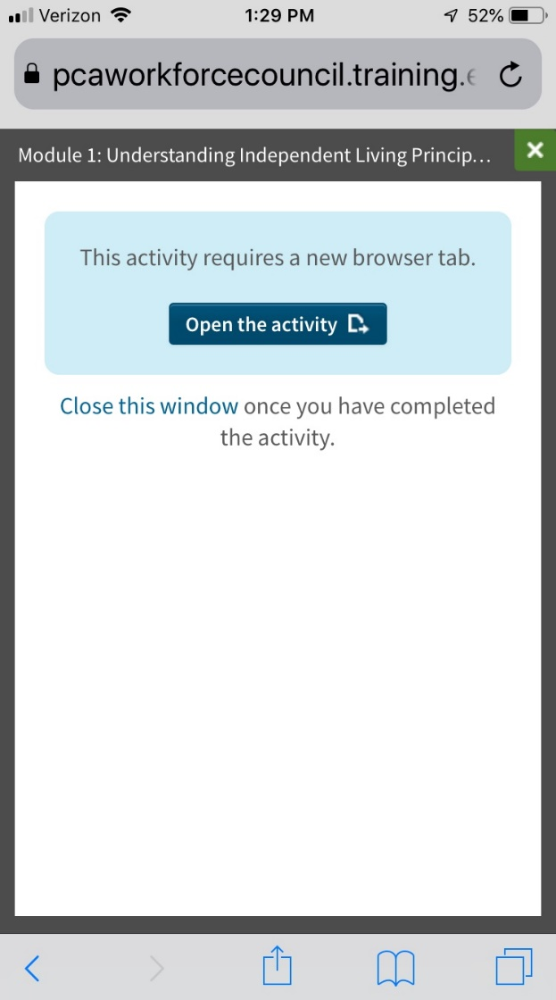 Verizon 1:29 PM 52%
pcaworkforcecouncil.training.
Module 1: Understanding Independent Living Princip...
This activity requires a new browser tab.
Open the activity
Close this window once you have completed
the activity.